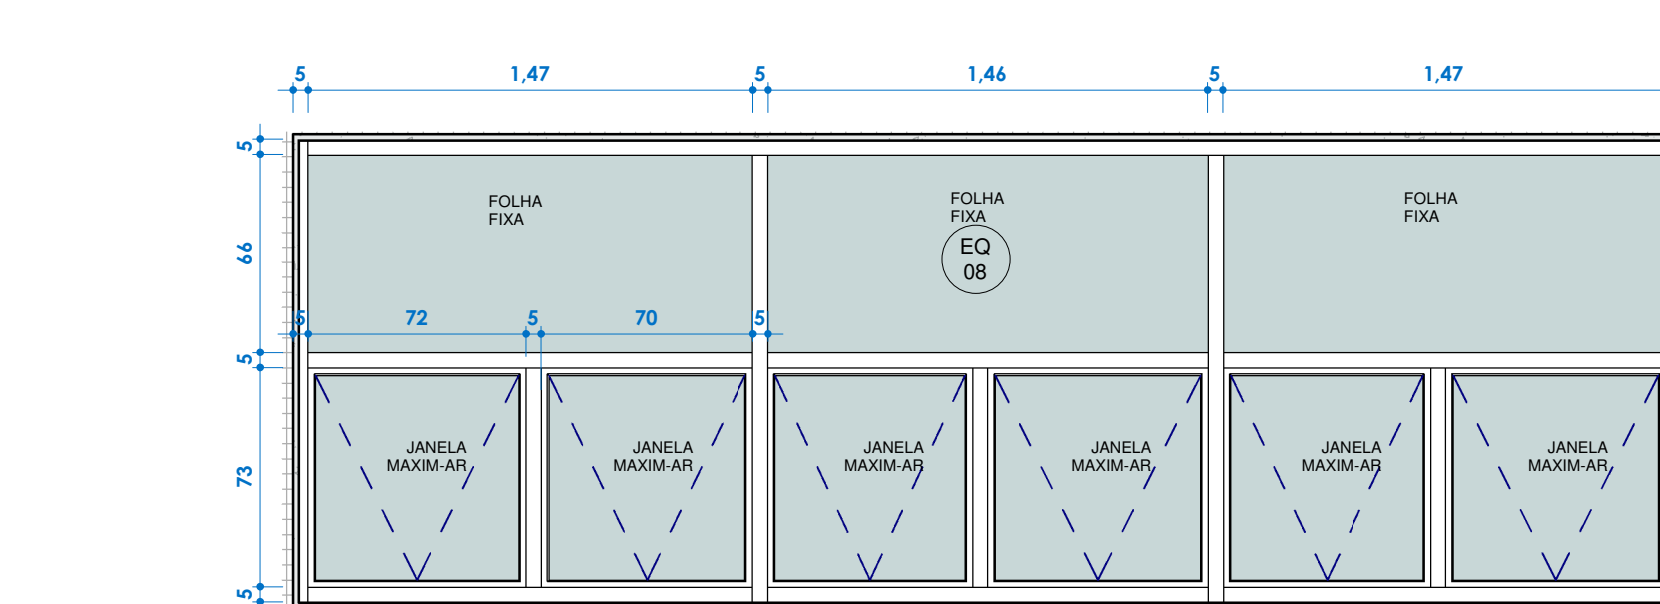 5 1,47 5 1,46 5 1,47
5
FOLHA
FIXA
FOLHA
FIXA
FOLHA
FIXA
EQ
08
66
5 72 5 70 5
5
JANELA
MAXIM-AR
JANELA
MAXIM-AR
JANELA
MAXIM-AR
JANELA
MAXIM-AR
JANELA
MAXIM-AR
JANELA
MAXIM-AR
73
5